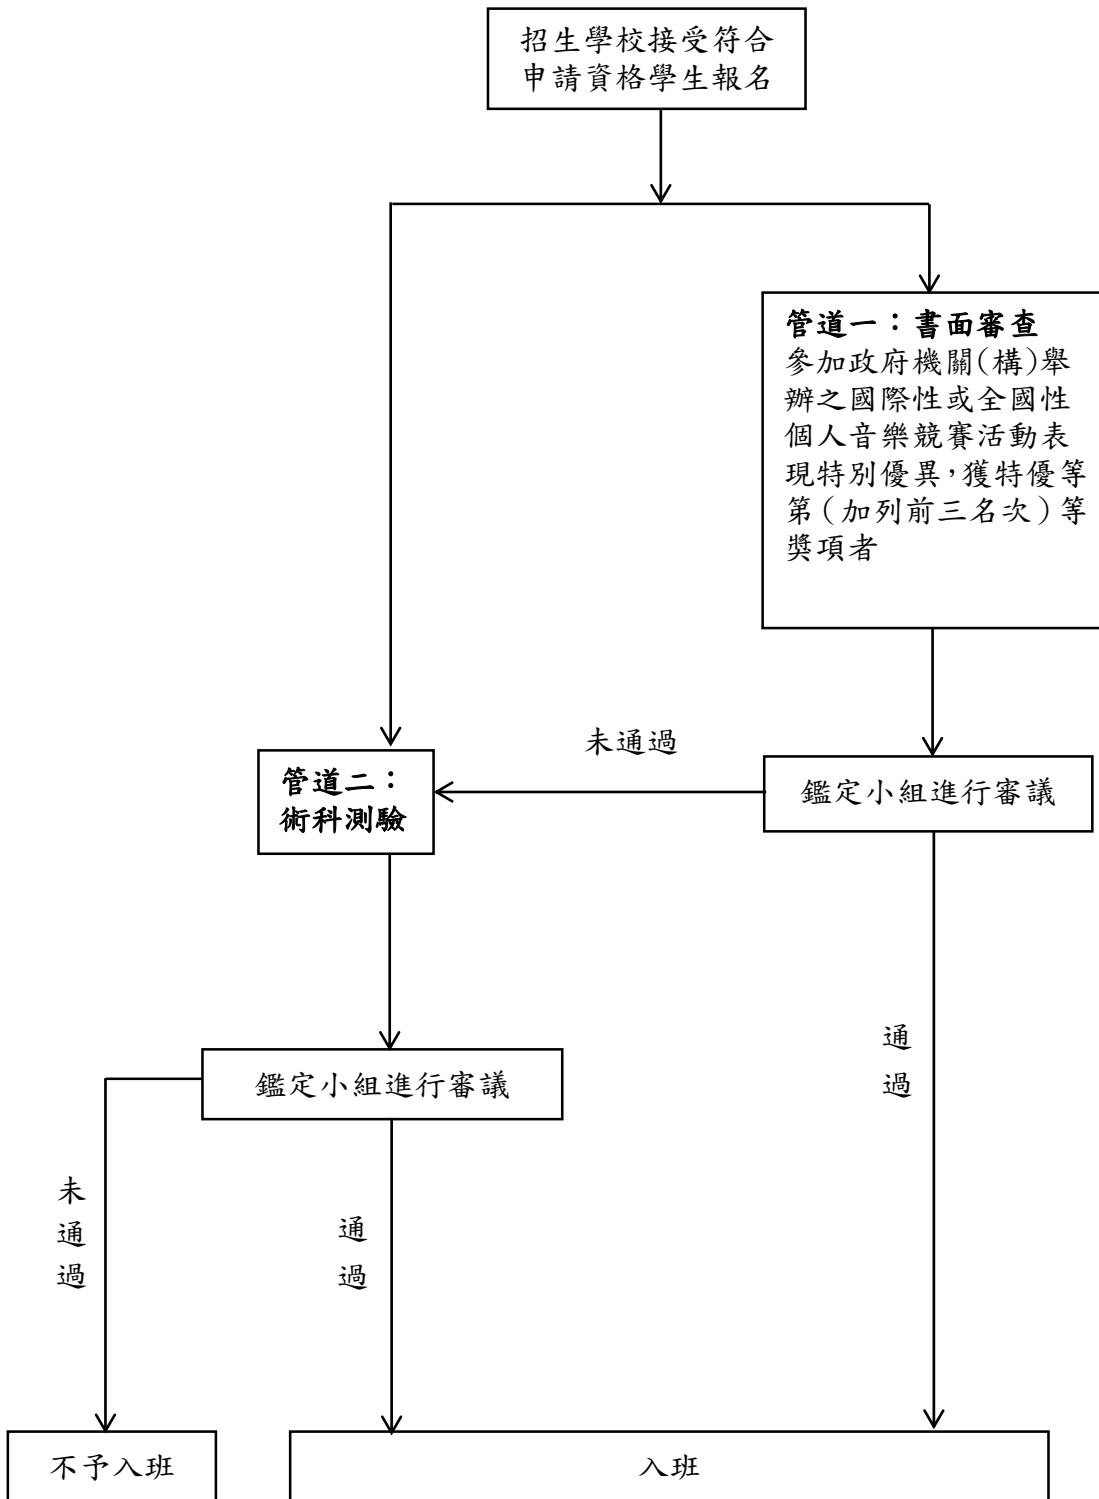 招生學校接受符合
申請資格學生報名
管道一：書面審查
參加政府機關(構)舉
辦之國際性或全國性
個人音樂競賽活動表
現特別優異，獲特優等
第（加列前三名次）等
獎項者
未通過
管道二：
術科測驗
鑑定小組進行審議
通
過
鑑定小組進行審議
未
通
過
通
過
不予入班
入班